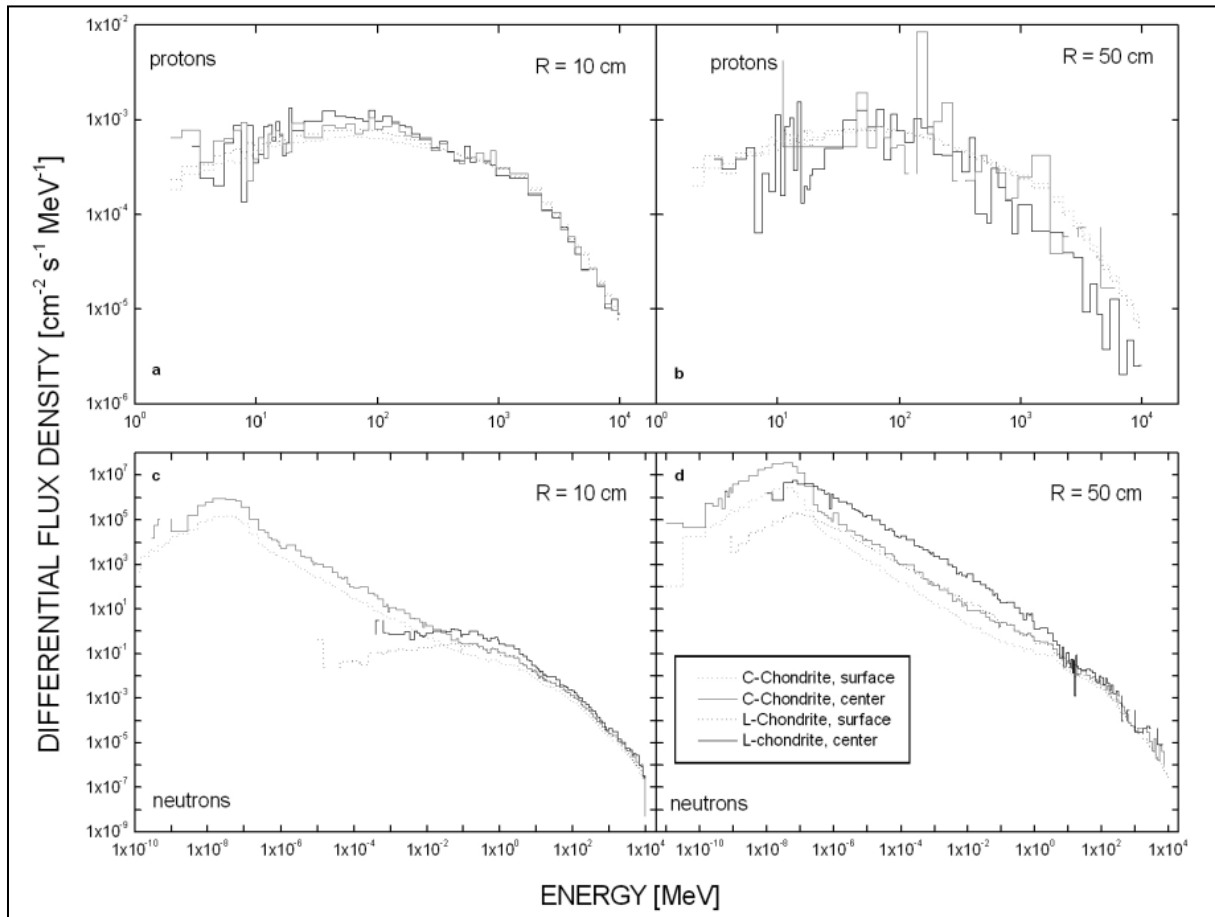 DIFFERENTIAL FLUX DENSITY [cm⁻² s⁻¹ MeV⁻¹]
1x10⁻²
1x10⁻³
1x10⁻⁴
1x10⁻⁵
1x10⁻⁶
protons
R = 10 cm
a
10⁰
10¹
10²
10³
10⁴
protons
R = 50 cm
b
10¹
10²
10³
10⁴
1x10⁷
1x10⁵
1x10³
1x10¹
1x10⁻¹
1x10⁻³
1x10⁻⁵
1x10⁻⁷
1x10⁻⁹
c
R = 10 cm
neutrons
1x10⁻¹⁰
1x10⁻⁸
1x10⁻⁶
1x10⁻⁴
1x10⁻²
1x10⁰
1x10²
1x10⁴
d
R = 50 cm
C-Chondrite, surface
C-Chondrite, center
L-Chondrite, surface
L-chondrite, center
neutrons
1x10⁻¹⁰
1x10⁻⁸
1x10⁻⁶
1x10⁻⁴
1x10⁻²
1x10⁰
1x10²
1x10⁴
ENERGY [MeV]